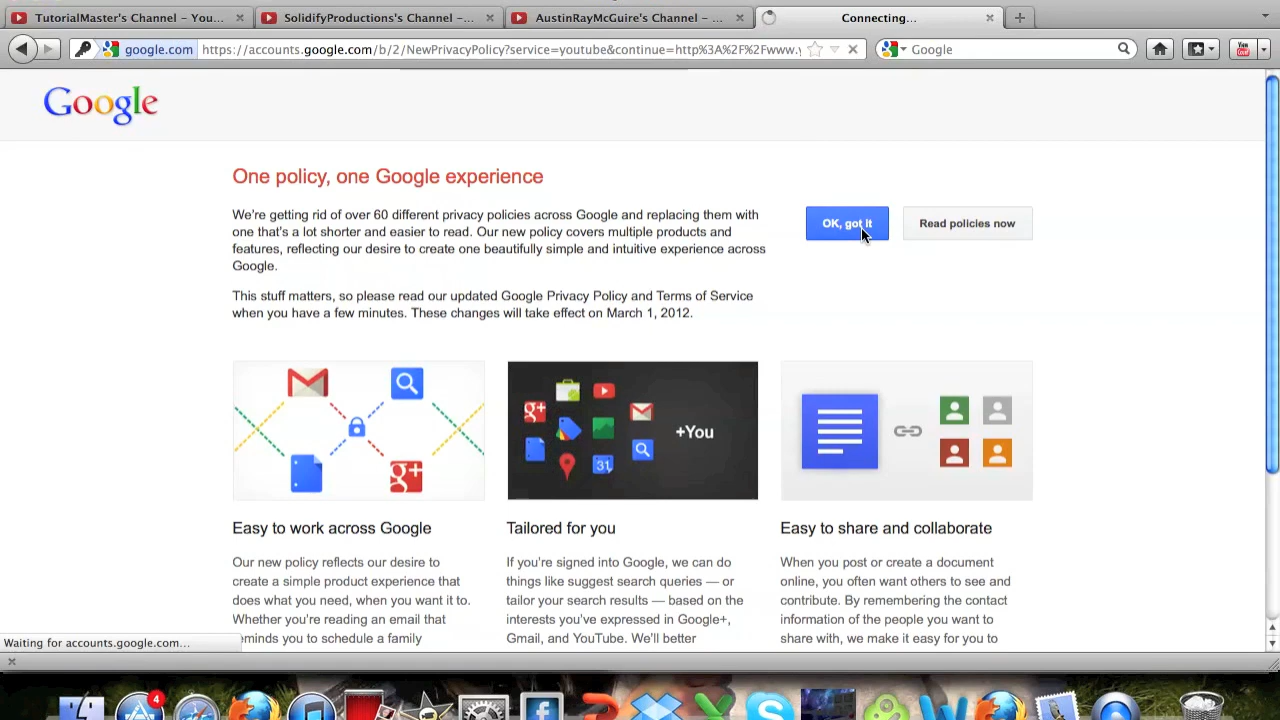 TutorialMaster's Channel - You...
SolidifyProductions's Channel -...
AustinRayMcGuire's Channel - ...
Connecting...
google.com
https://accounts.google.com/b/2/NewPrivacyPolicy?service=youtube&continue=http%3A%2F%2Fwww.y
Google
Google
One policy, one Google experience
We're getting rid of over 60 different privacy policies across Google and replacing them with
one that's a lot shorter and easier to read. Our new policy covers multiple products and
features, reflecting our desire to create one beautifully simple and intuitive experience across
Google.
OK, got it
Read policies now
This stuff matters, so please read our updated Google Privacy Policy and Terms of Service
when you have a few minutes. These changes will take effect on March 1, 2012.
g+
g+
31
+You
Easy to work across Google
Our new policy reflects our desire to
create a simple product experience that
does what you need, when you want it to.
Whether you're reading an email that
reminds you to schedule a family
Tailored for you
If you're signed into Google, we can do
things like suggest search queries — or
tailor your search results — based on the
interests you've expressed in Google+,
Gmail, and YouTube. We'll better
Easy to share and collaborate
When you post or create a document
online, you often want others to see and
contribute. By remembering the contact
information of the people you want to
share with, we make it easy for you to
Waiting for accounts.google.com...
4